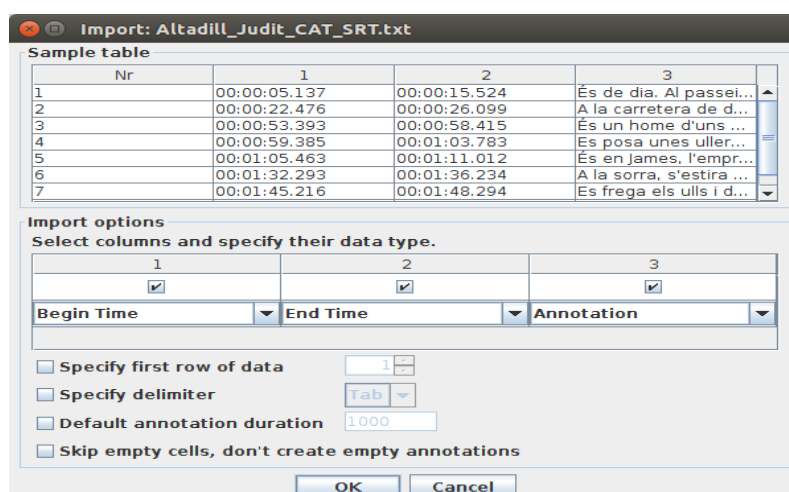 Import: Altadill_Judit_CAT_SRT.txt
Sample table
Nr 1 2 3
1 00:00:05.137 00:00:15.524 És de dia. Al passei...
2 00:00:22.476 00:00:26.099 A la carretera de d...
3 00:00:53.393 00:00:58.415 És un home d'uns ...
4 00:00:59.385 00:01:03.783 Es posa unes uller...
5 00:01:05.463 00:01:11.012 És en James, l'empr...
6 00:01:32.293 00:01:36.234 A la sorra, s'estira ...
7 00:01:45.216 00:01:48.294 Es frega els ulls i d...
Import options
Select columns and specify their data type.
1 2 3
Begin Time End Time Annotation
Specify first row of data 1
Specify delimiter Tab
Default annotation duration 1000
Skip empty cells, don't create empty annotations
OK Cancel